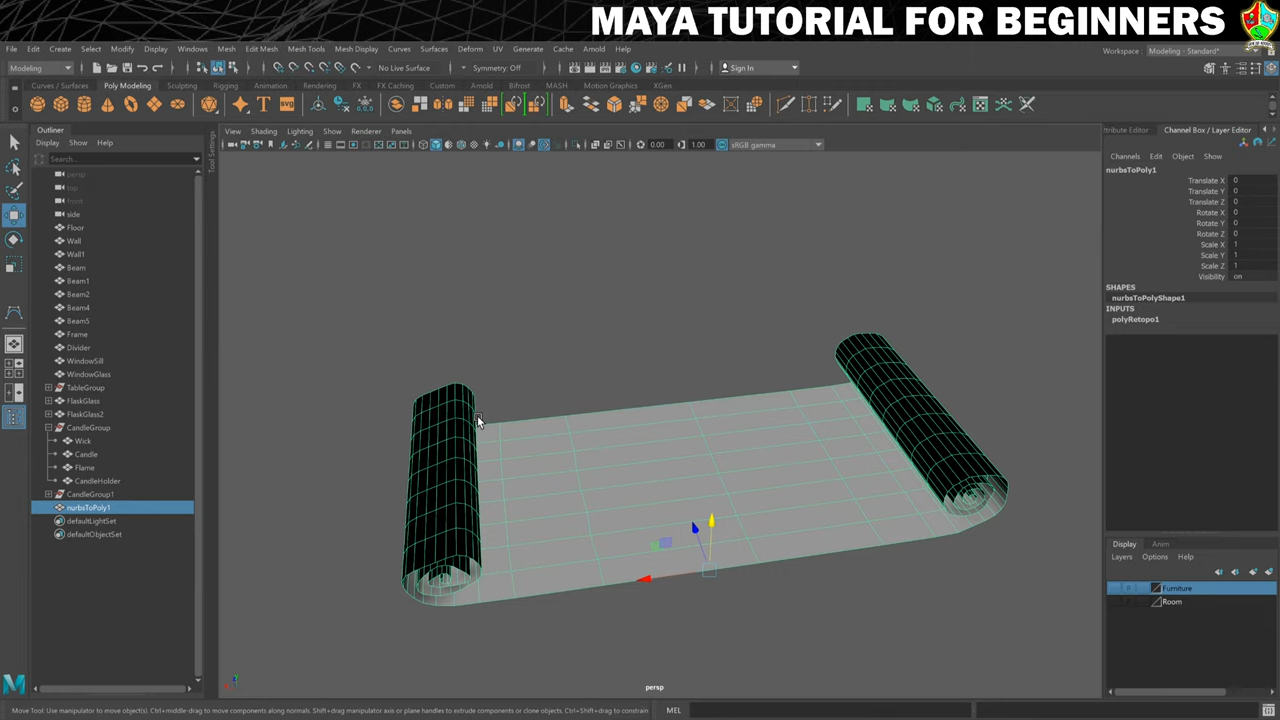 MAYA TUTORIAL FOR BEGINNERS
File Edit Create Select Modify Display Windows Mesh Edit Mesh Mesh Tools Mesh Display Curves Surfaces Deform UV Generate Cache Arnold Help
Workspace : Modeling - Standard*
Modeling No Live Surface Symmetry: Off Sign In
Curves / Surfaces Poly Modeling Sculpting Rigging Animation Rendering FX FX Caching Custom Arnold Bifrost MASH Motion Graphics XGen
Outliner
Display Show Help
Search...
persp
top
front
side
Floor
Wall
Wall1
Beam
Beam1
Beam2
Beam4
Beam5
Frame
Divider
WindowSill
WindowGlass
TableGroup
FlaskGlass
FlaskGlass2
CandleGroup
Wick
Candle
Flame
CandleHolder
CandleGroup1
nurbsToPoly1
defaultLightSet
defaultObjectSet
Tool Settings
View Shading Lighting Show Renderer Panels
0.00 1.00 sRGB gamma
persp
tribute Editor Channel Box / Layer Editor
Channels Edit Object Show
nurbsToPoly1
Translate X 0
Translate Y 0
Translate Z 0
Rotate X 0
Rotate Y 0
Rotate Z 0
Scale X 1
Scale Y 1
Scale Z 1
Visibility on
SHAPES
nurbsToPolyShape1
INPUTS
polyRetopo1
Display Anim
Layers Options Help
Furniture
R Room
Move Tool: Use manipulator to move object(s). Ctrl+middle-drag to move components along normals. Shift+drag manipulator axis or plane handles to extrude components or clone objects. Ctrl+Shift+drag to constrain
MEL